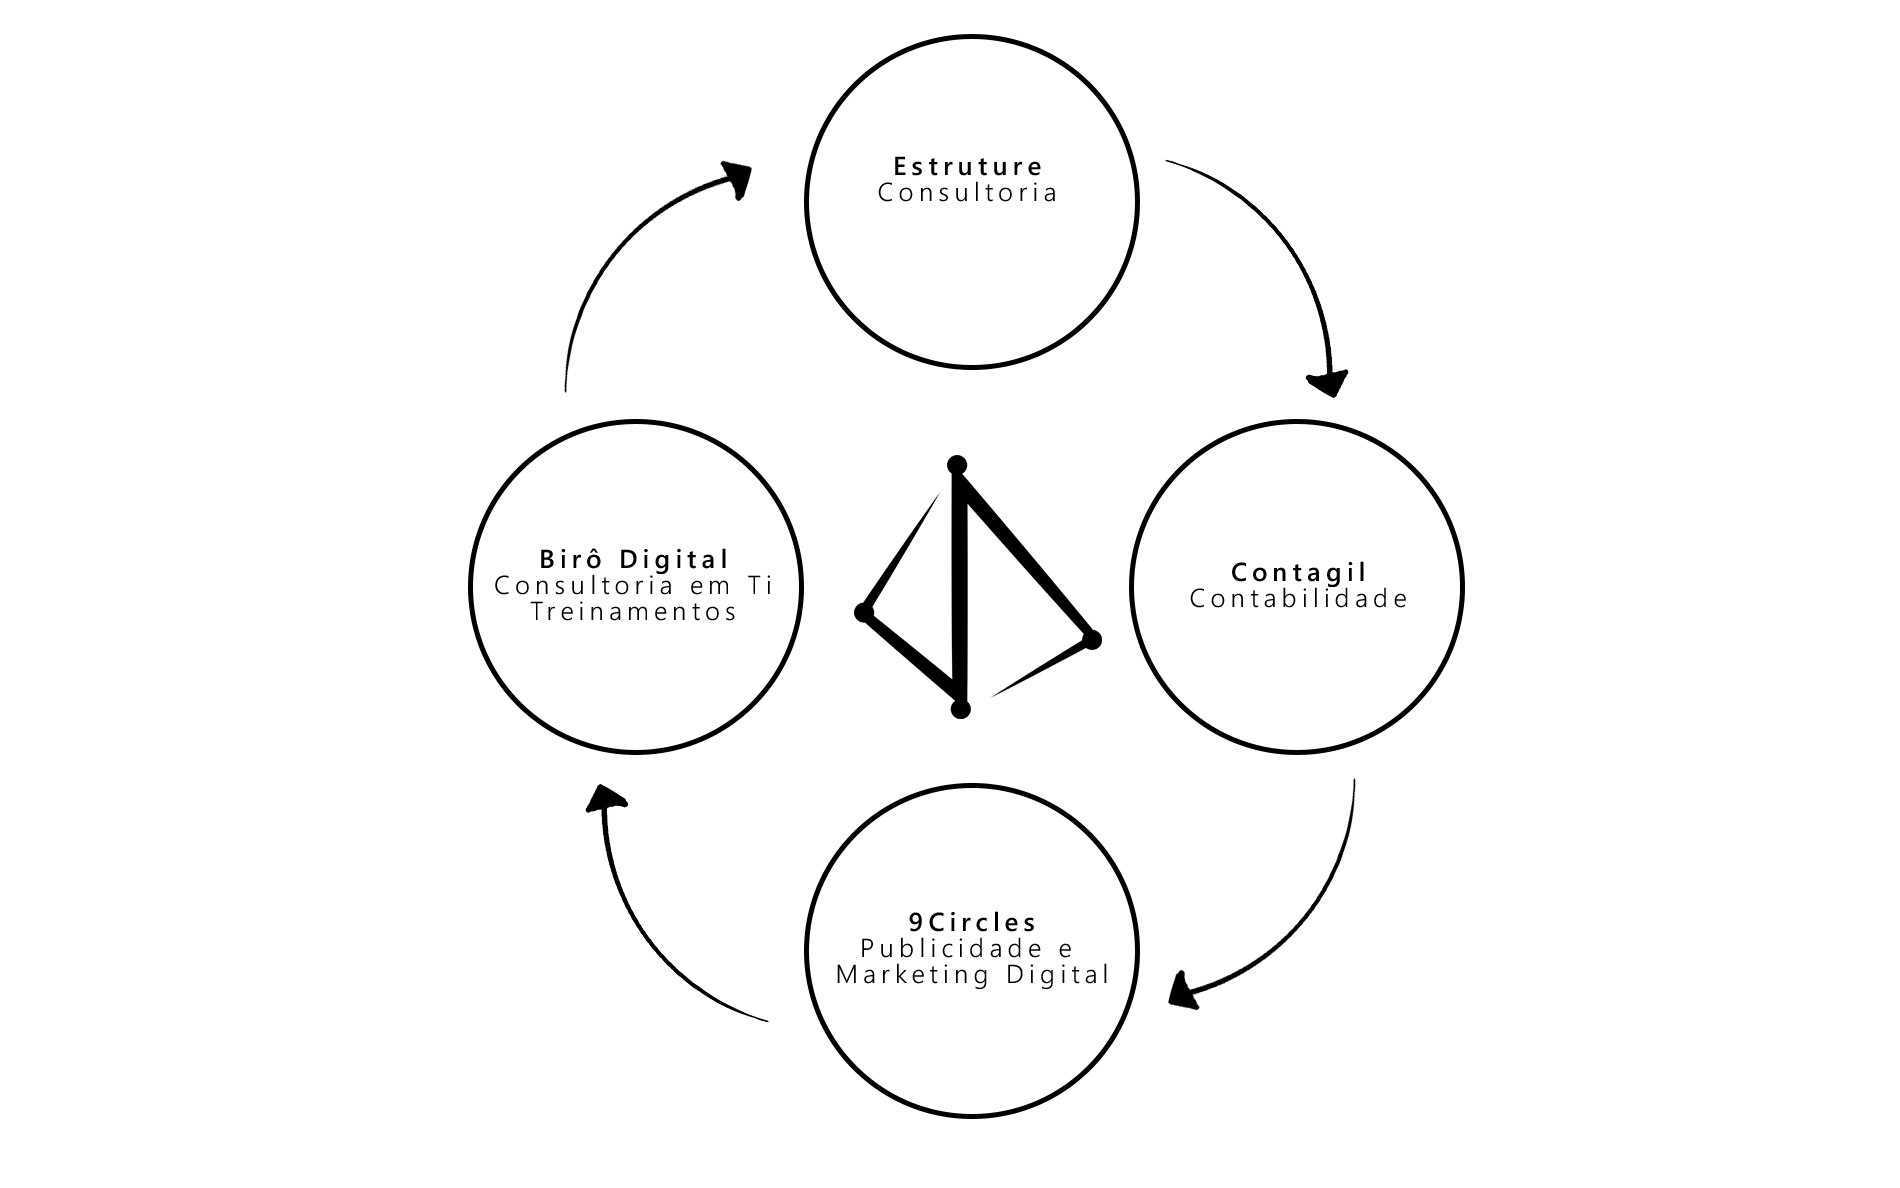 Estruture
Consultoria
Birô Digital
Consultoria em Ti
Treinamentos
Contagil
Contabilidade
9Circles
Publicidade e
Marketing Digital